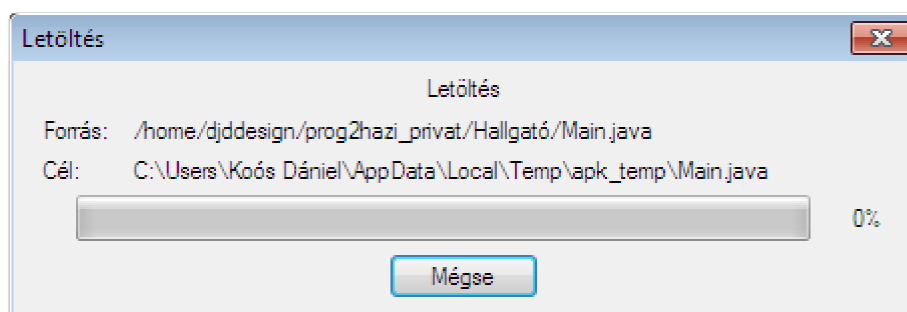 Letöltés
Letöltés
Forrás: /home/djddesign/prog2hazi_privat/Hallgató/Main.java
Cél: C:\Users\Koós Dániel\AppData\Local\Temp\apk_temp\Main.java
0%
Mégse